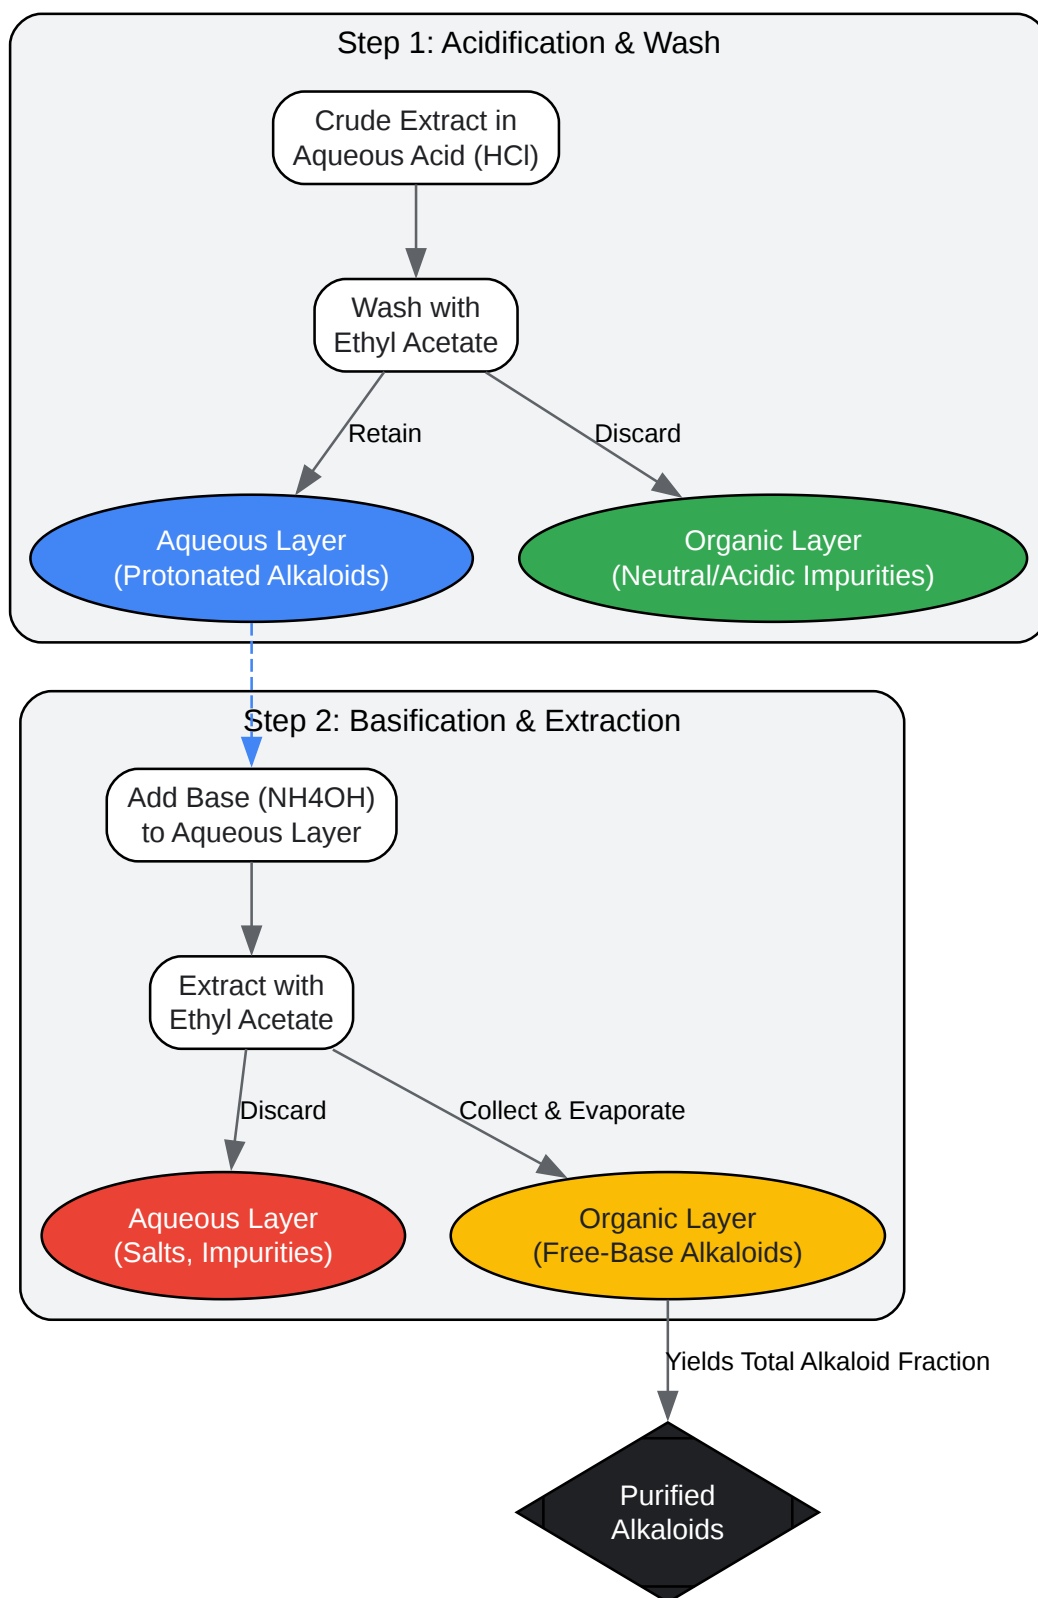 Step 1: Acidification & Wash
Crude Extract in
Aqueous Acid (HCl)
Wash with
Ethyl Acetate
Retain
Discard
Aqueous Layer
(Protonated Alkaloids)
Organic Layer
(Neutral/Acidic Impurities)
Step 2: Basification & Extraction
Add Base (NH4OH)
to Aqueous Layer
Extract with
Ethyl Acetate
Discard
Collect & Evaporate
Aqueous Layer
(Salts, Impurities)
Organic Layer
(Free-Base Alkaloids)
Yields Total Alkaloid Fraction
Purified
Alkaloids